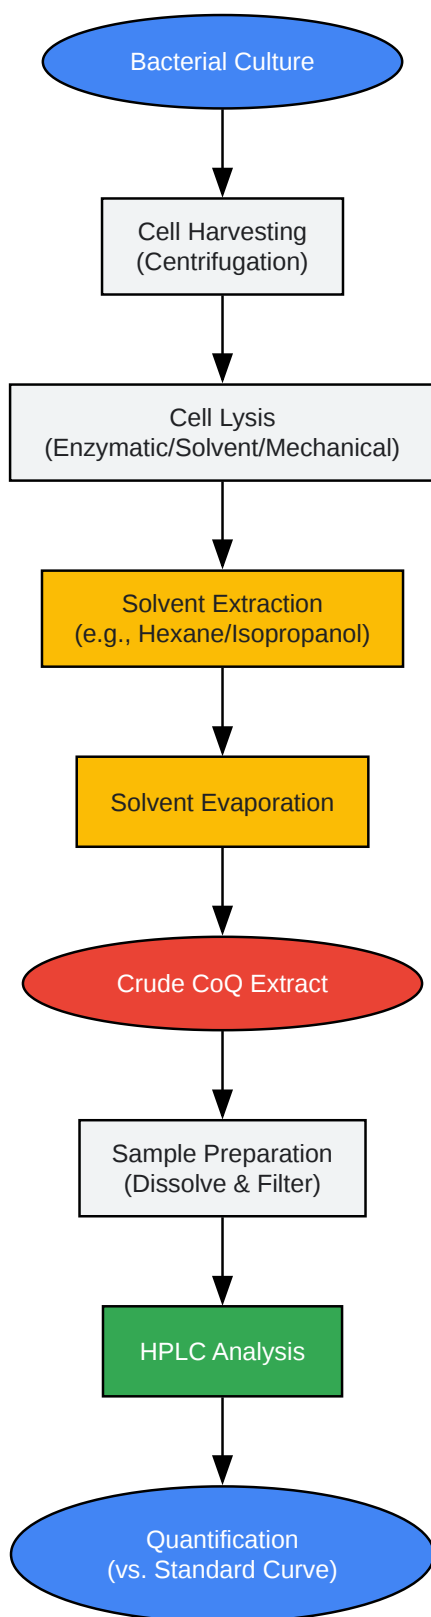 Bacterial Culture
Cell Harvesting
(Centrifugation)
Cell Lysis
(Enzymatic/Solvent/Mechanical)
Solvent Extraction
(e.g., Hexane/Isopropanol)
Solvent Evaporation
Crude CoQ Extract
Sample Preparation
(Dissolve & Filter)
HPLC Analysis
Quantification
(vs. Standard Curve)